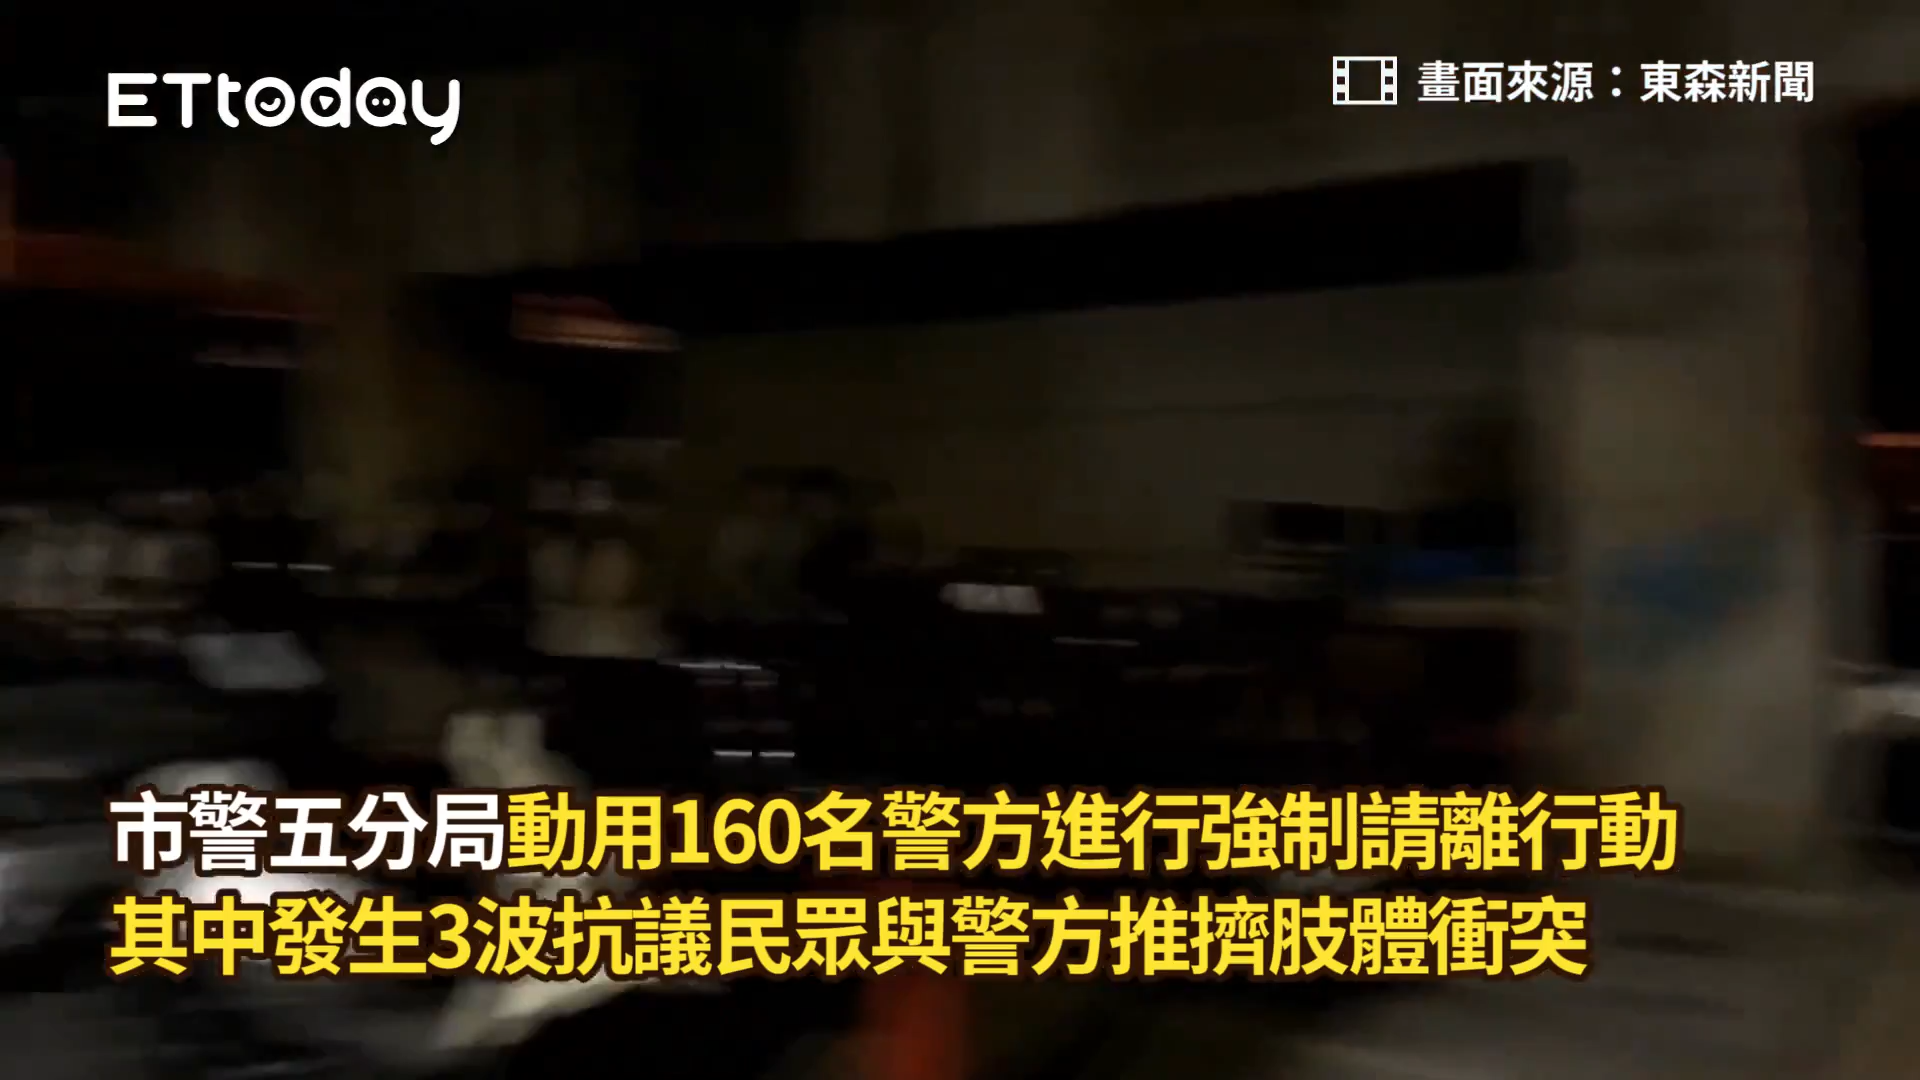 ETtoday
畫面來源：東森新聞
市警五分局動用160名警方進行強制請離行動
其中發生3波抗議民眾與警方推擠肢體衝突